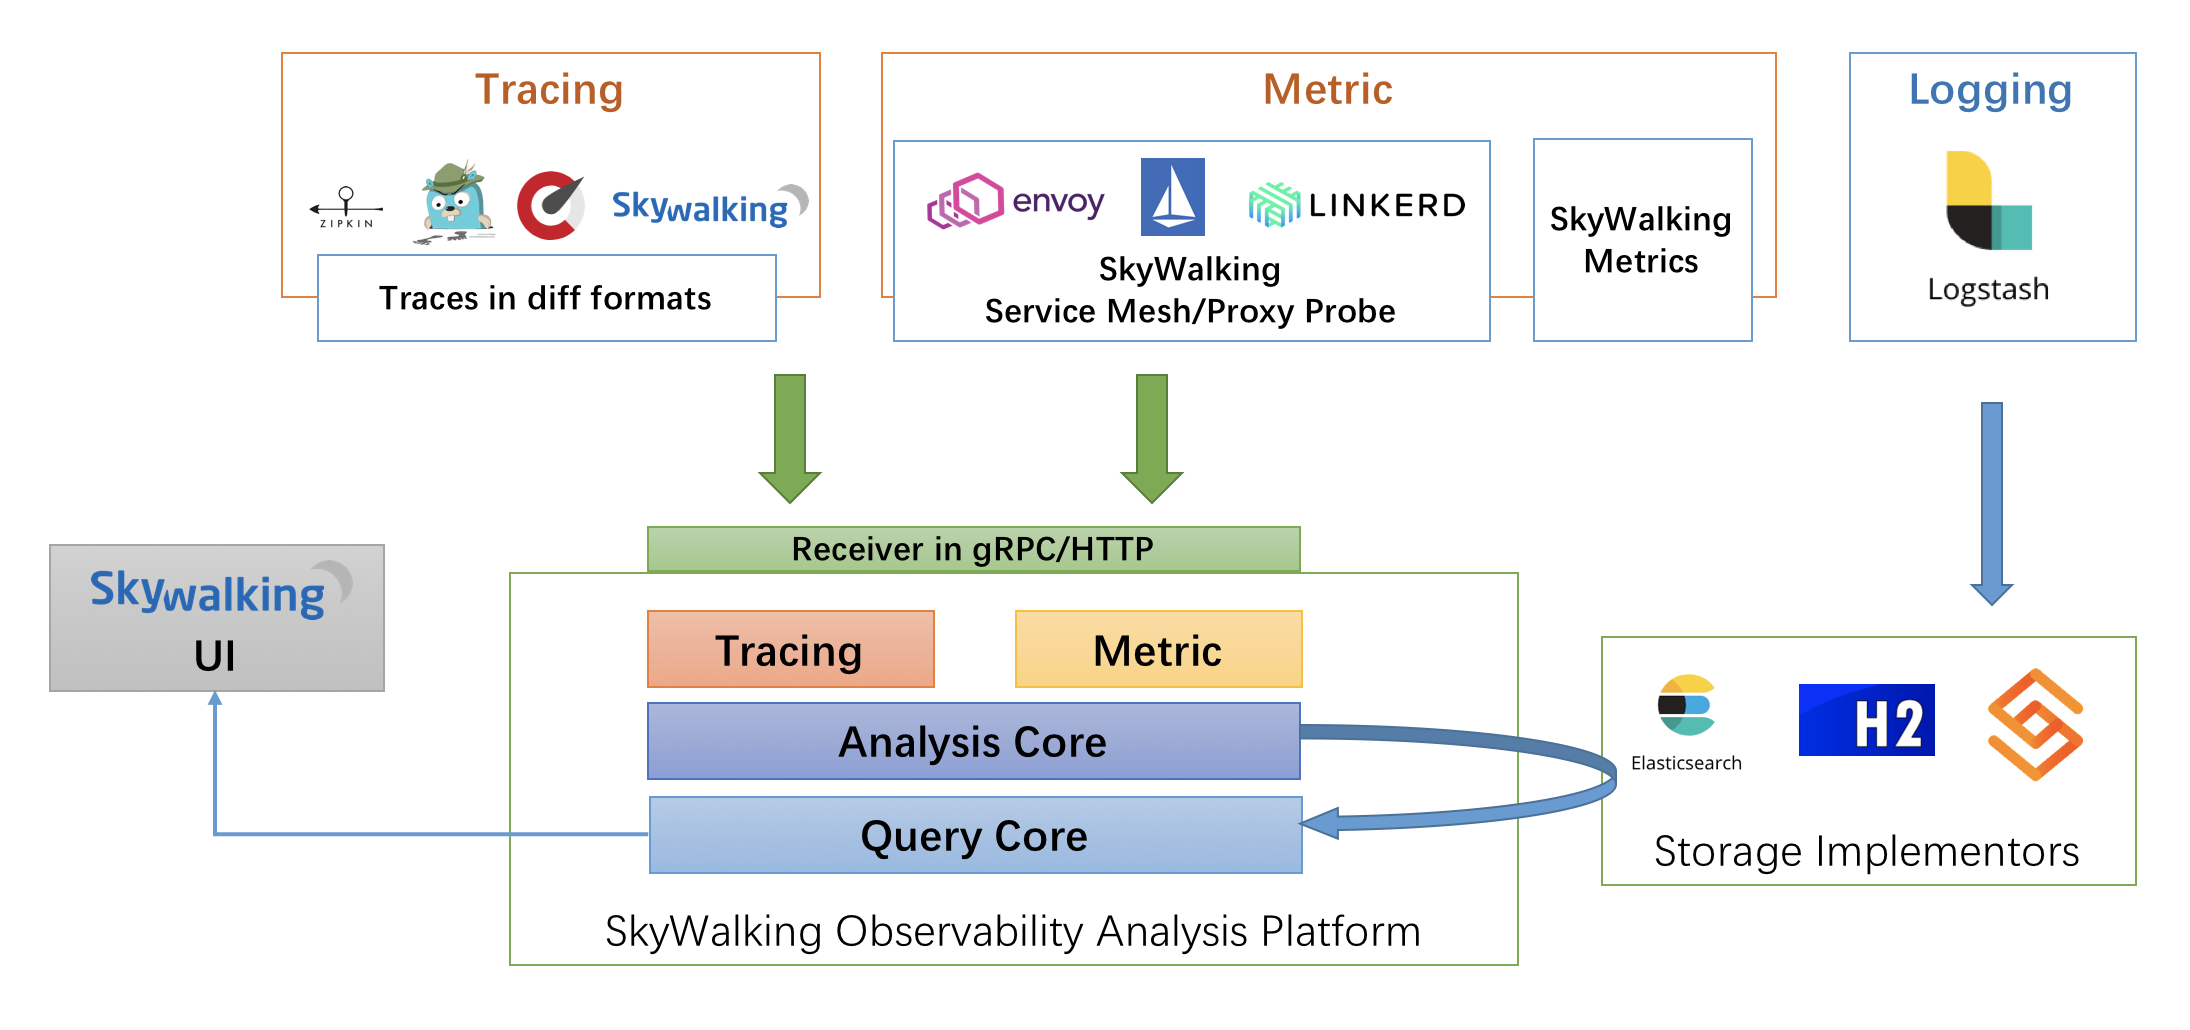 Tracing
ZIPKIN
Skywalking
Traces in diff formats
Metric
envoy
LINKERD
SkyWalking
Service Mesh/Proxy Probe
SkyWalking
Metrics
Logging
Logstash
Receiver in gRPC/HTTP
Skywalking
UI
Tracing
Metric
Analysis Core
Query Core
SkyWalking Observability Analysis Platform
Elasticsearch
H2
Storage Implementors